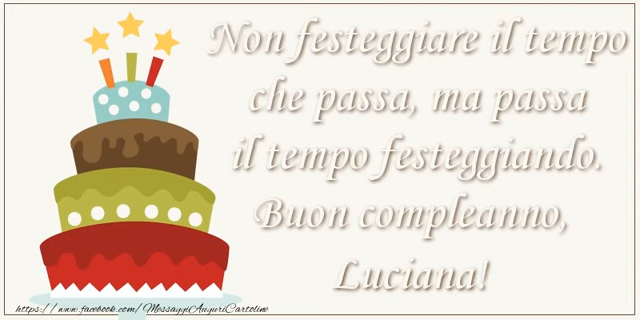 Non festeggiare il tempo
che passa, ma passa
il tempo festeggiando.
Buon compleanno,
Luciana!
https://www.facebook.com/MessaggiAuguriCartoline